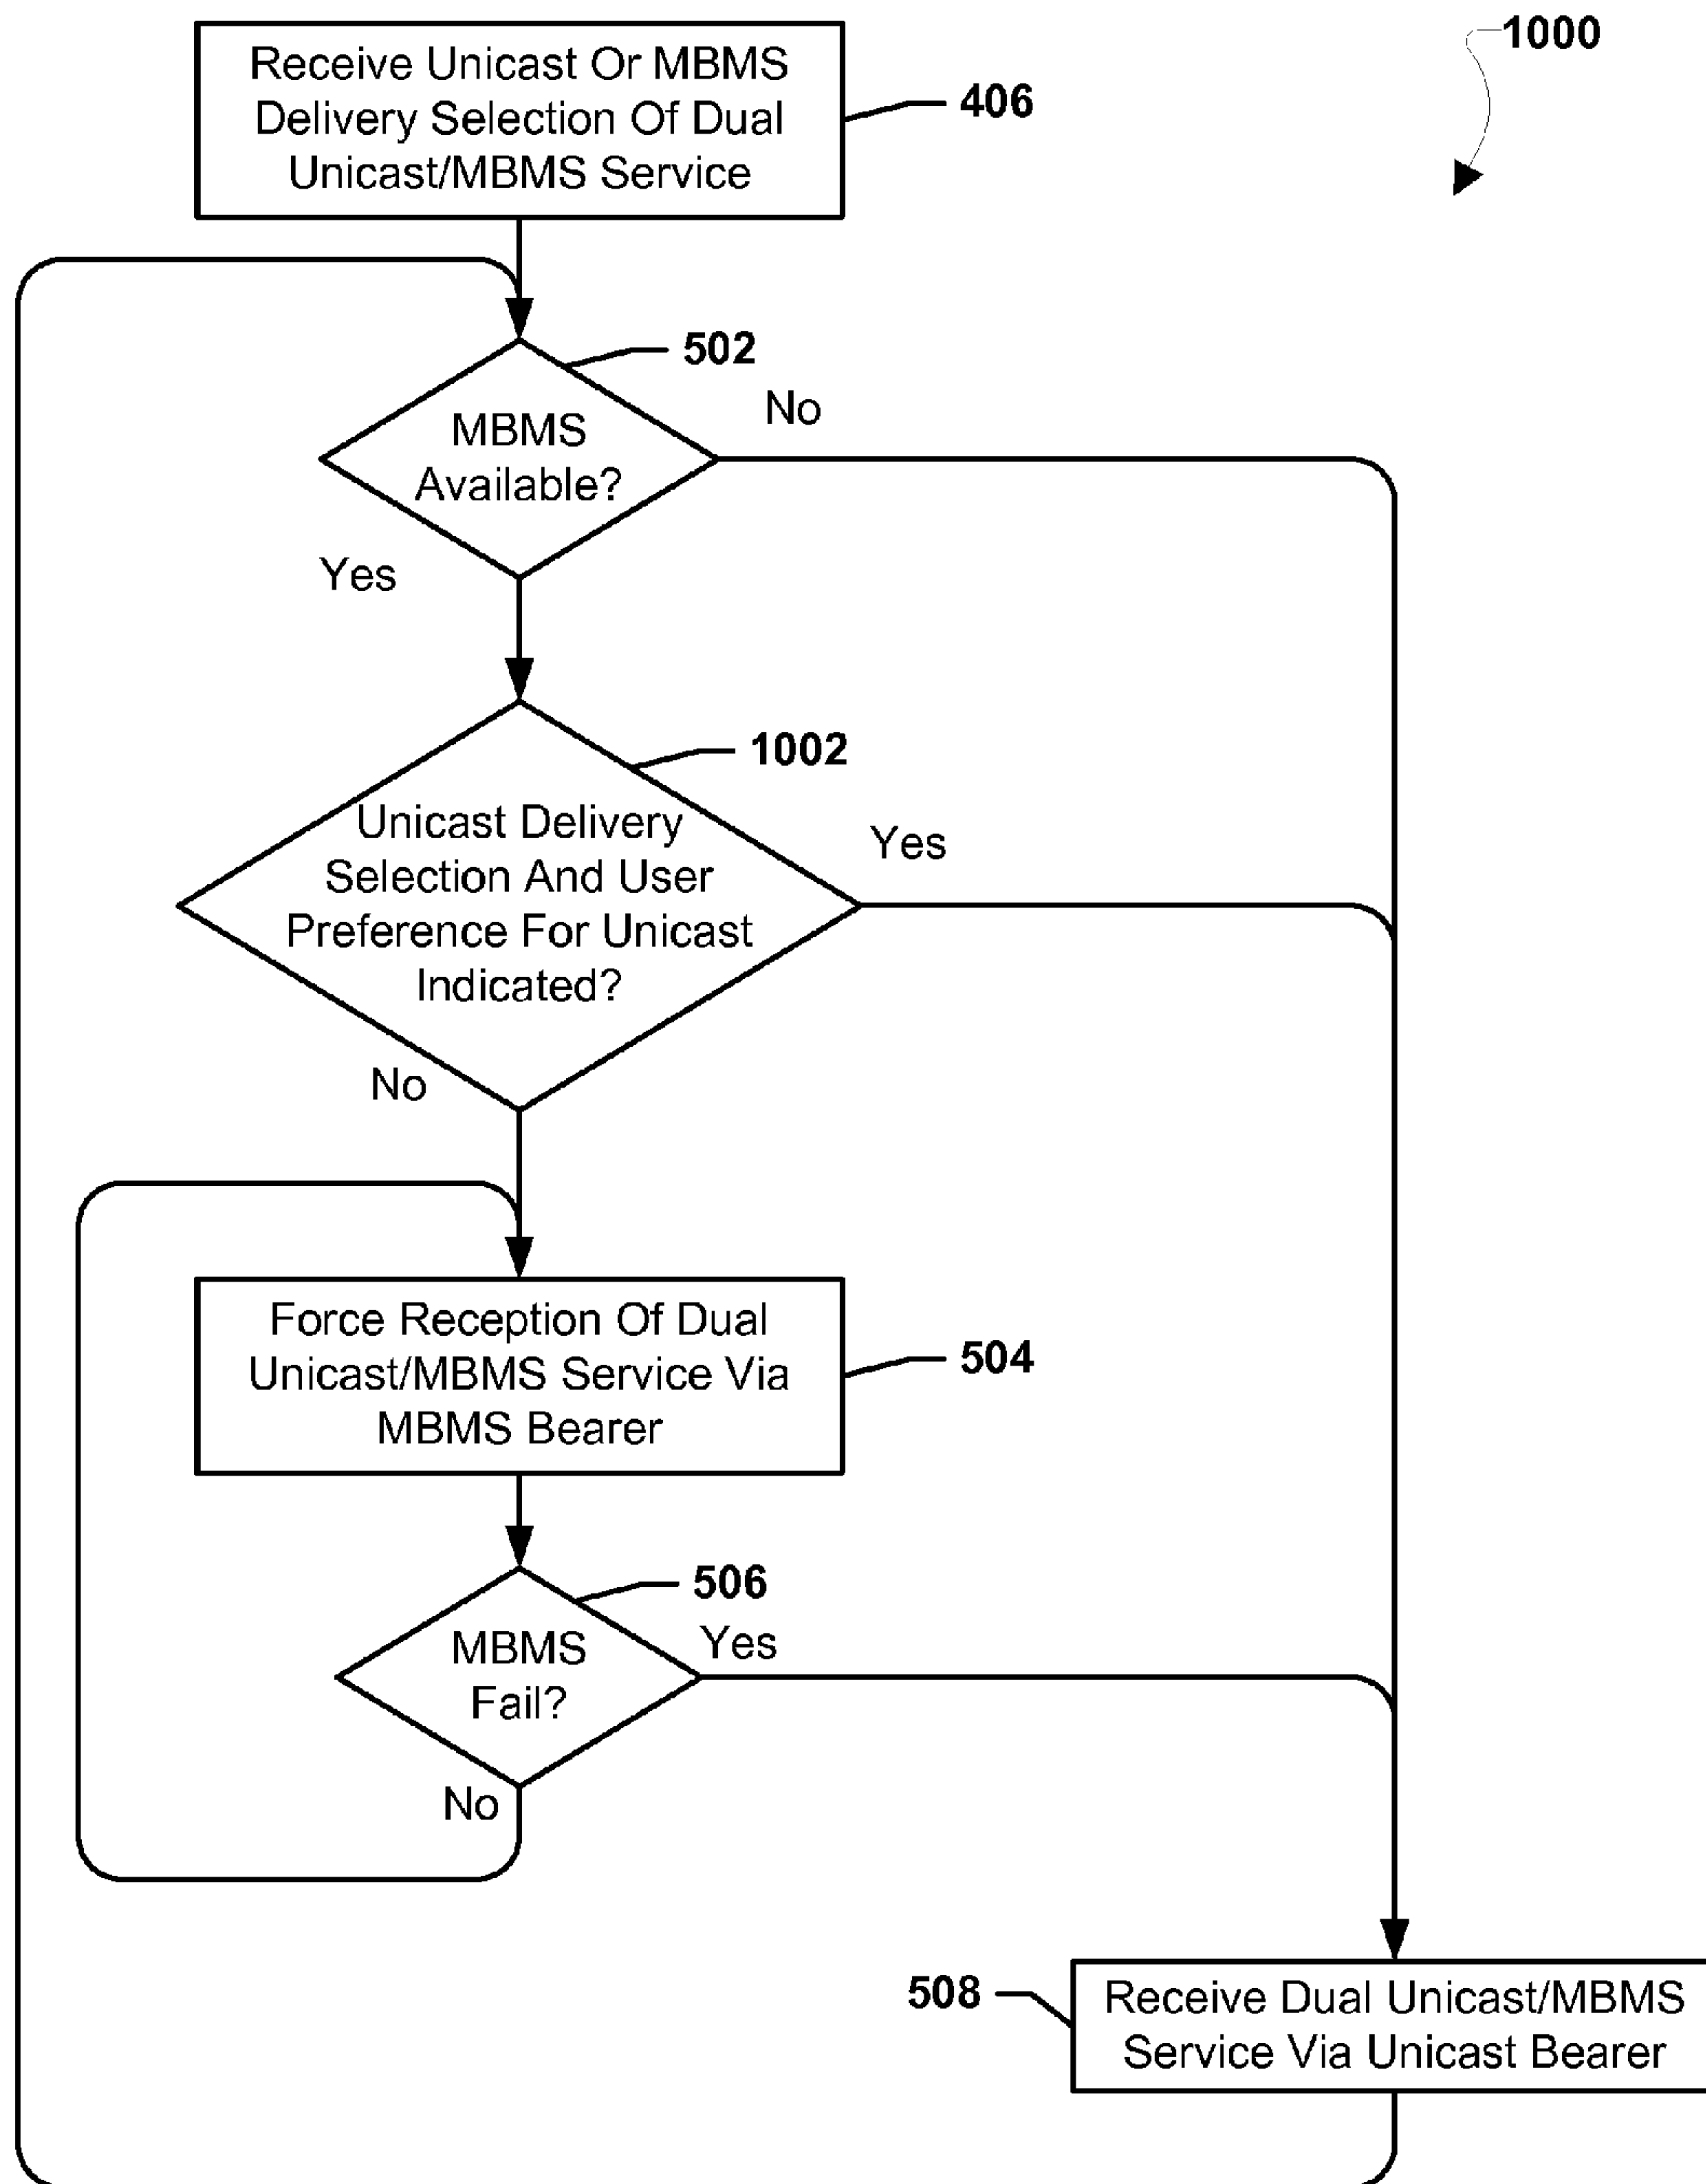 1000
Receive Unicast Or MBMS
Delivery Selection Of Dual
Unicast/MBMS Service
406
502
No
MBMS
Available?
Yes
1002
Unicast Delivery
Selection And User
Preference For Unicast
Indicated?
Yes
No
Force Reception Of Dual
Unicast/MBMS Service Via
MBMS Bearer
504
506
MBMS
Fail?
Yes
No
508
Receive Dual Unicast/MBMS
Service Via Unicast Bearer